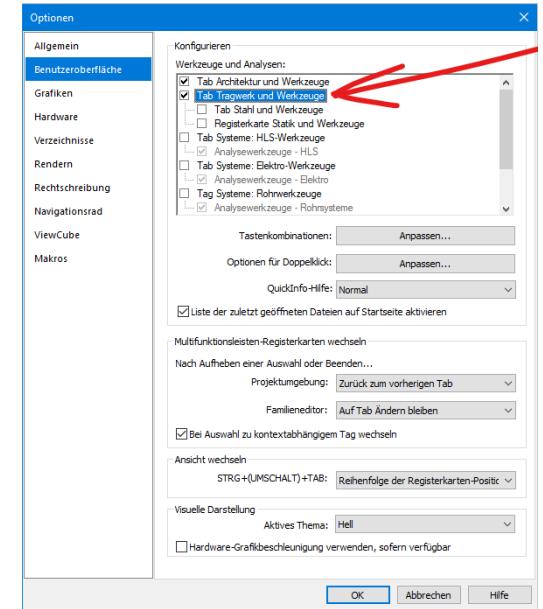 Optionen
Allgemein
Benutzeroberfläche
Grafiken
Hardware
Verzeichnisse
Rendern
Rechtschreibung
Navigationsrad
ViewCube
Makros
Konfigurieren
Werkzeuge und Analysen:
Tab Architektur und Werkzeuge
Tab Tragwerk und Werkzeuge
Tab Stahl und Werkzeuge
Registerkarte Statik und Werkzeuge
Tab Systeme: HLS-Werkzeuge
Analysewerkzeuge - HLS
Tab Systeme: Elektro-Werkzeuge
Analysewerkzeuge - Elektro
Tag Systeme: Rohrwerkzeuge
Analysewerkzeuge - Rohrsysteme
Tastenkombinationen: Anpassen...
Optionen für Doppelklick: Anpassen...
QuickInfo-Hilfe: Normal
Liste der zuletzt geöffneten Dateien auf Startseite aktivieren
Multifunktionsleisten-Registerkarten wechseln
Nach Aufheben einer Auswahl oder Beenden...
Projektumgebung: Zurück zum vorherigen Tab
Familieneditor: Auf Tab Ändern bleiben
Bei Auswahl zu kontextabhängigem Tag wechseln
Ansicht wechseln
STRG+(UMSCHALT)+TAB: Reihenfolge der Registerkarten-Positic
Visuelle Darstellung
Aktives Thema: Hell
Hardware-Grafikbeschleunigung verwenden, sofern verfügbar
OK Abbrechen Hilfe